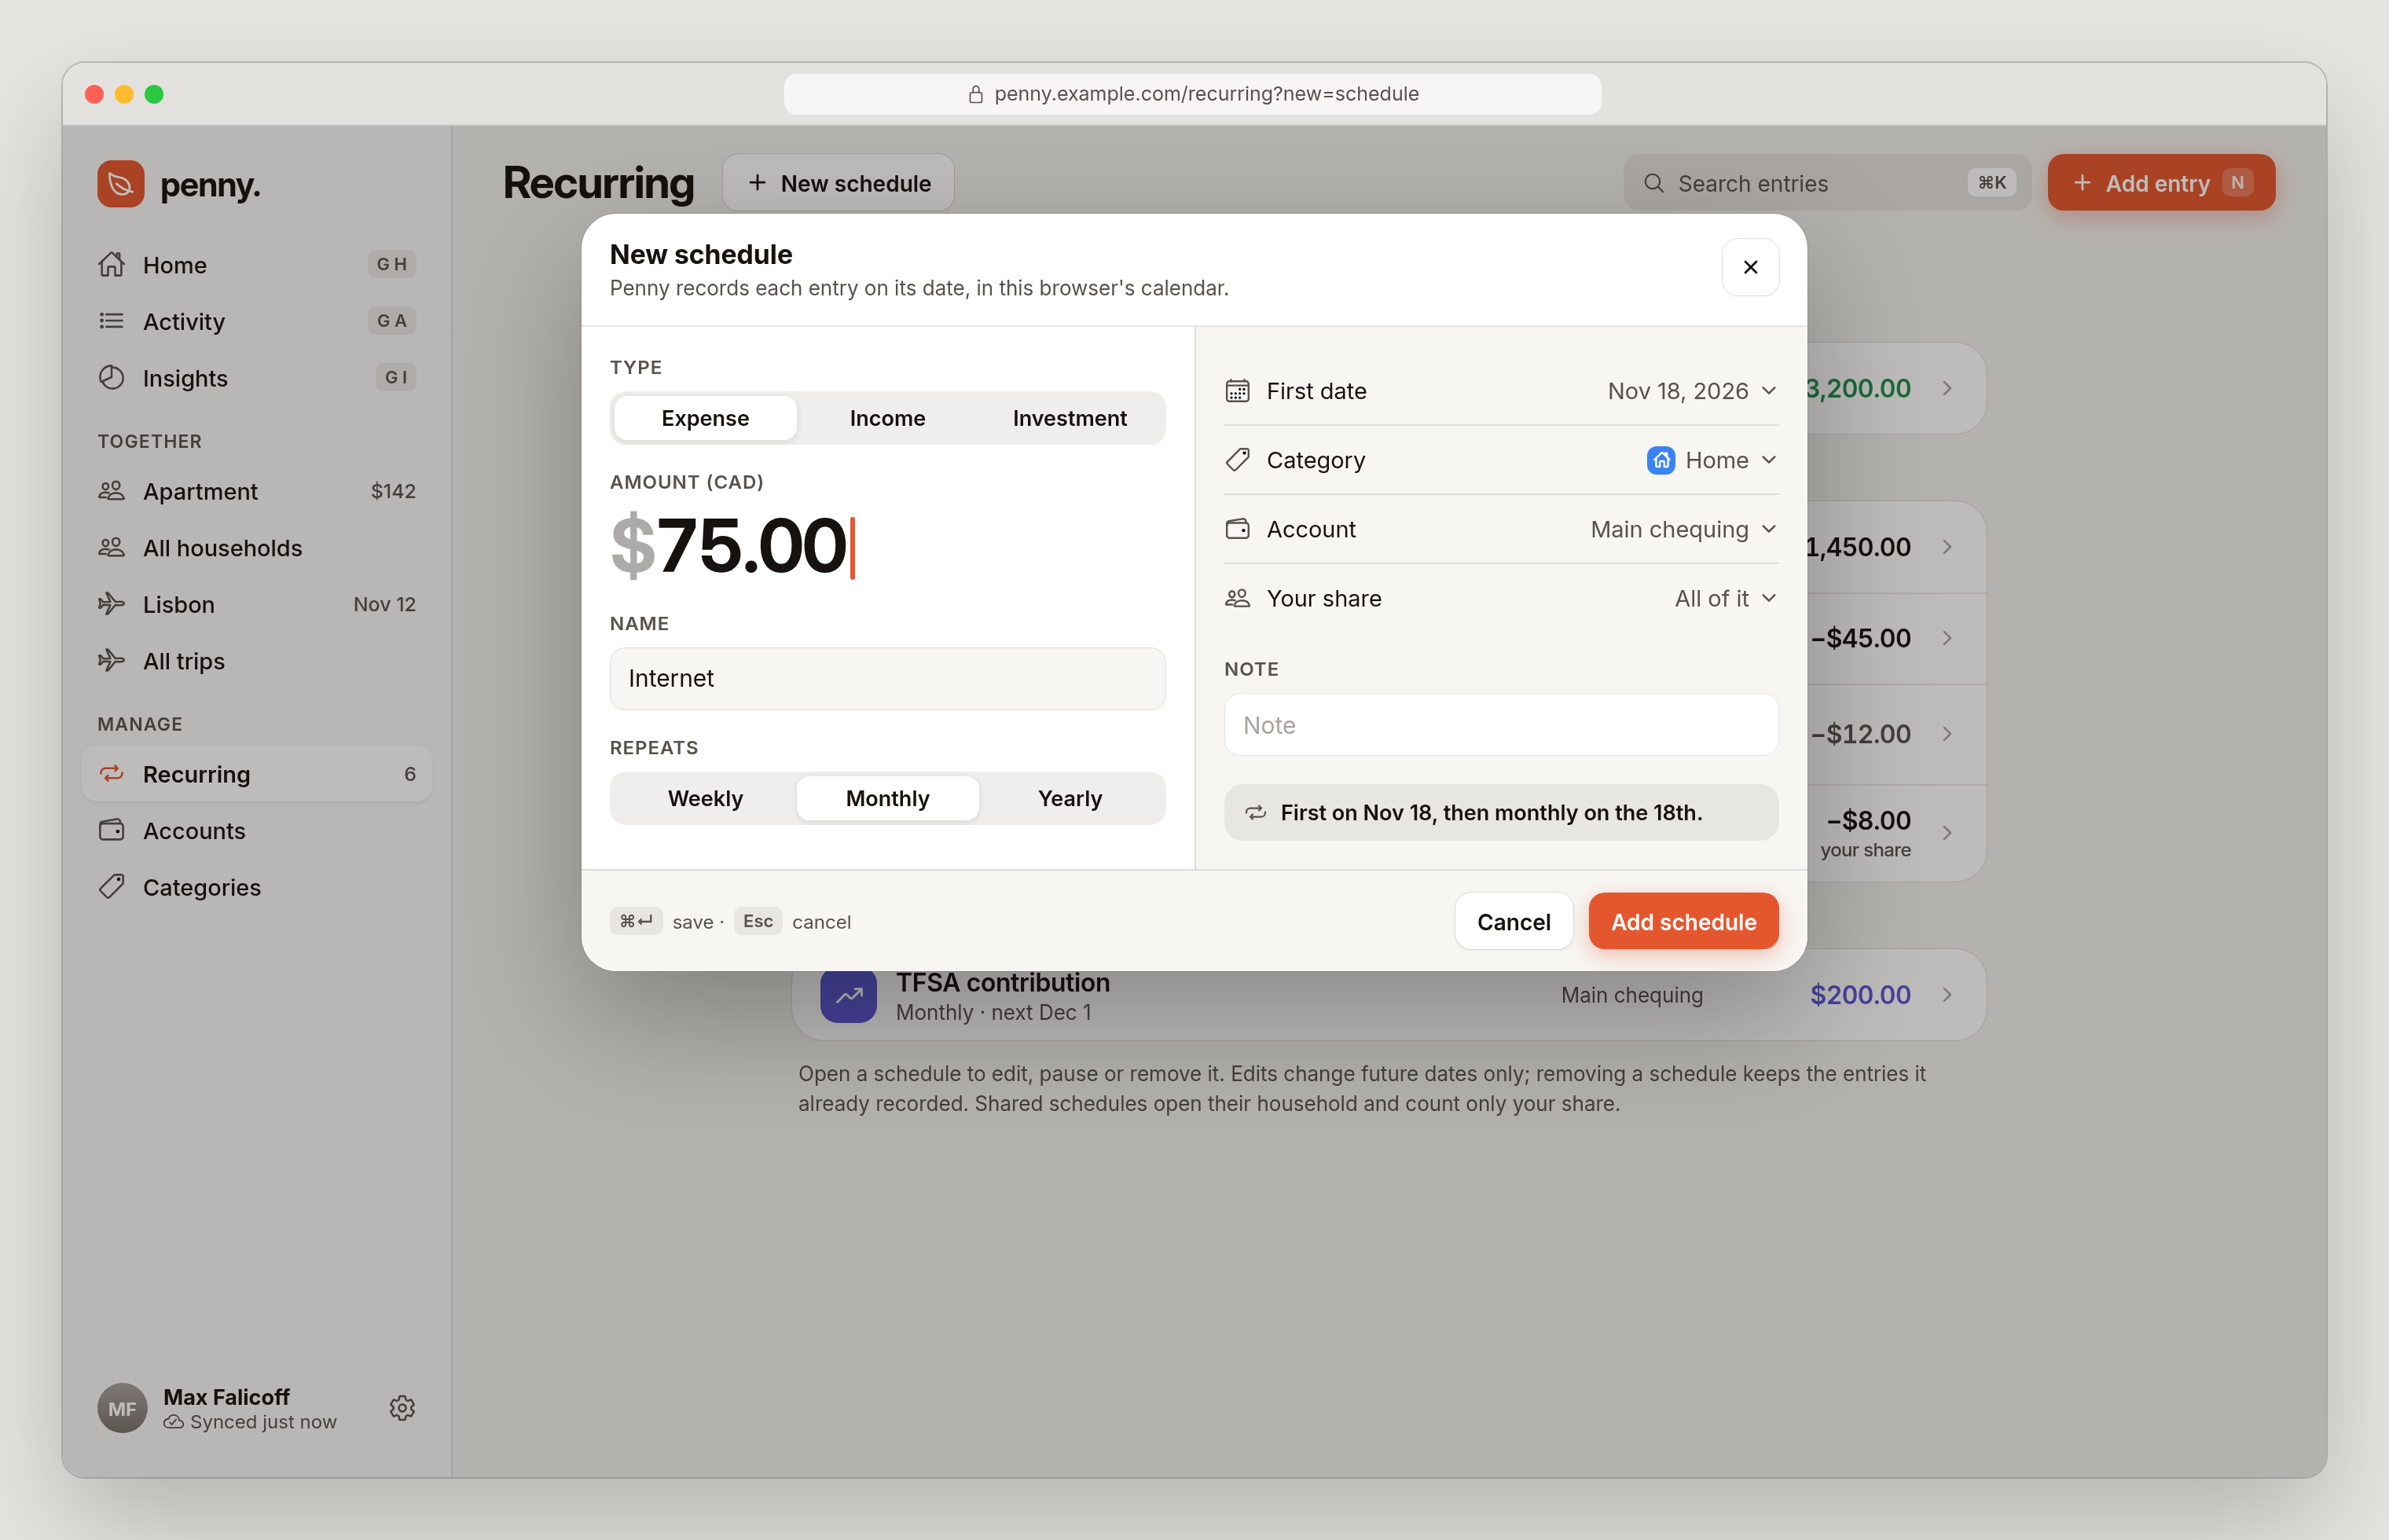 penny.example.com/recurring?new=schedule
penny.
Home G H
Activity G A
Insights G I
TOGETHER
Apartment $142
All households
Lisbon Nov 12
All trips
MANAGE
Recurring 6
Accounts
Categories
MF
Max Falicoff
Synced just now
Recurring
+ New schedule
Search entries ⌘K
+ Add entry N
New schedule
Penny records each entry on its date, in this browser's calendar.
TYPE
Expense Income Investment
AMOUNT (CAD)
$75.00
NAME
Internet
REPEATS
Weekly Monthly Yearly
First date Nov 18, 2026
Category Home
Account Main chequing
Your share All of it
NOTE
Note
First on Nov 18, then monthly on the 18th.
⌘↵ save · Esc cancel
Cancel
Add schedule
3,200.00
1,450.00
−$45.00
−$12.00
−$8.00
your share
TFSA contribution
Monthly · next Dec 1
Main chequing
$200.00
Open a schedule to edit, pause or remove it. Edits change future dates only; removing a schedule keeps the entries it
already recorded. Shared schedules open their household and count only your share.